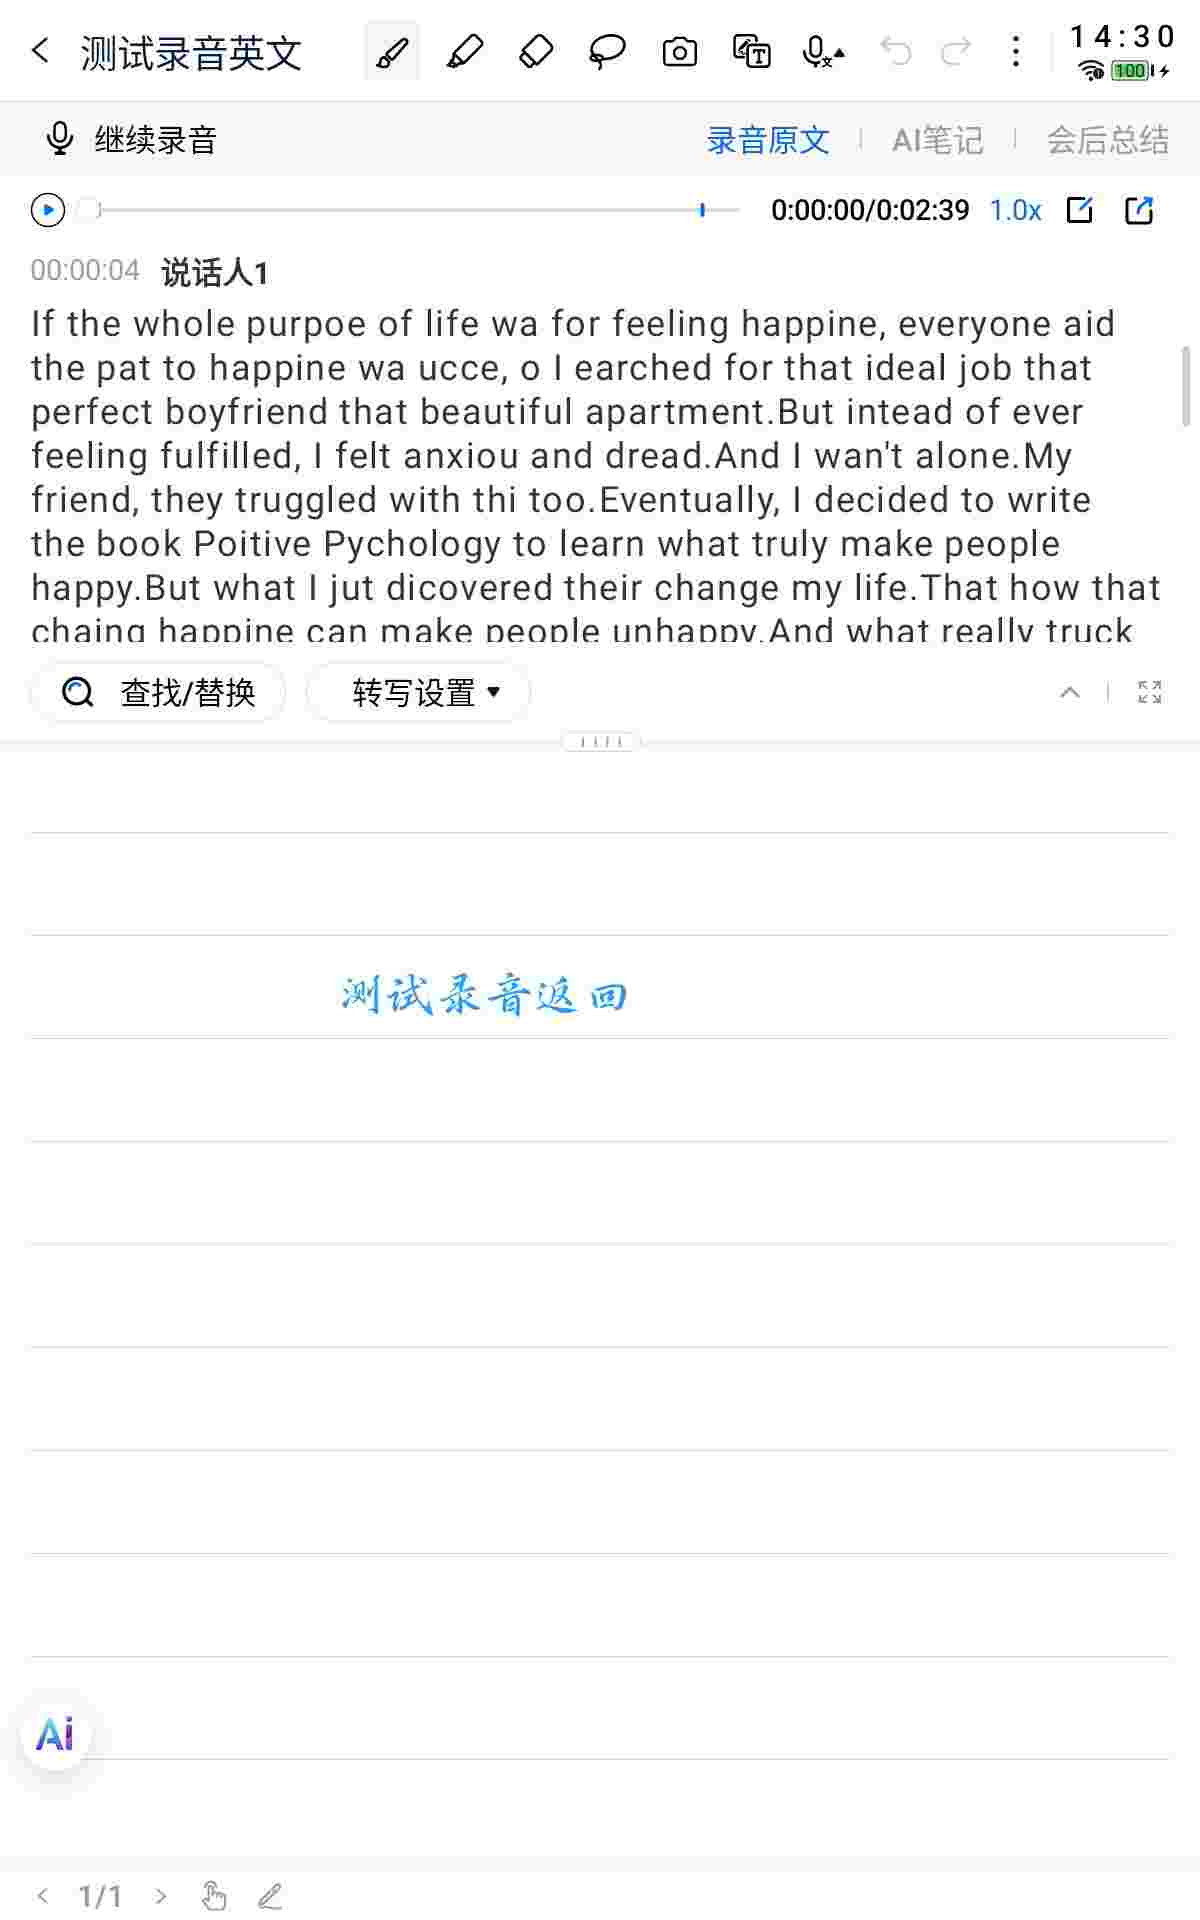 测试录音英文
14:30
100
继续录音
录音原文
AI笔记
会后总结
0:00:00/0:02:39
1.0x
00:00:04 说话人1
If the whole purpoe of life wa for feeling happine, everyone aid
the pat to happine wa ucce, o I earched for that ideal job that
perfect boyfriend that beautiful apartment.But intead of ever
feeling fulfilled, I felt anxiou and dread.And I wan't alone.My
friend, they truggled with thi too.Eventually, I decided to write
the book Poitive Pychology to learn what truly make people
happy.But what I jut dicovered their change my life.That how that
chaing happine can make people unhappy.And what really truck
查找/替换
转写设置
测试录音返回
Ai
1/1